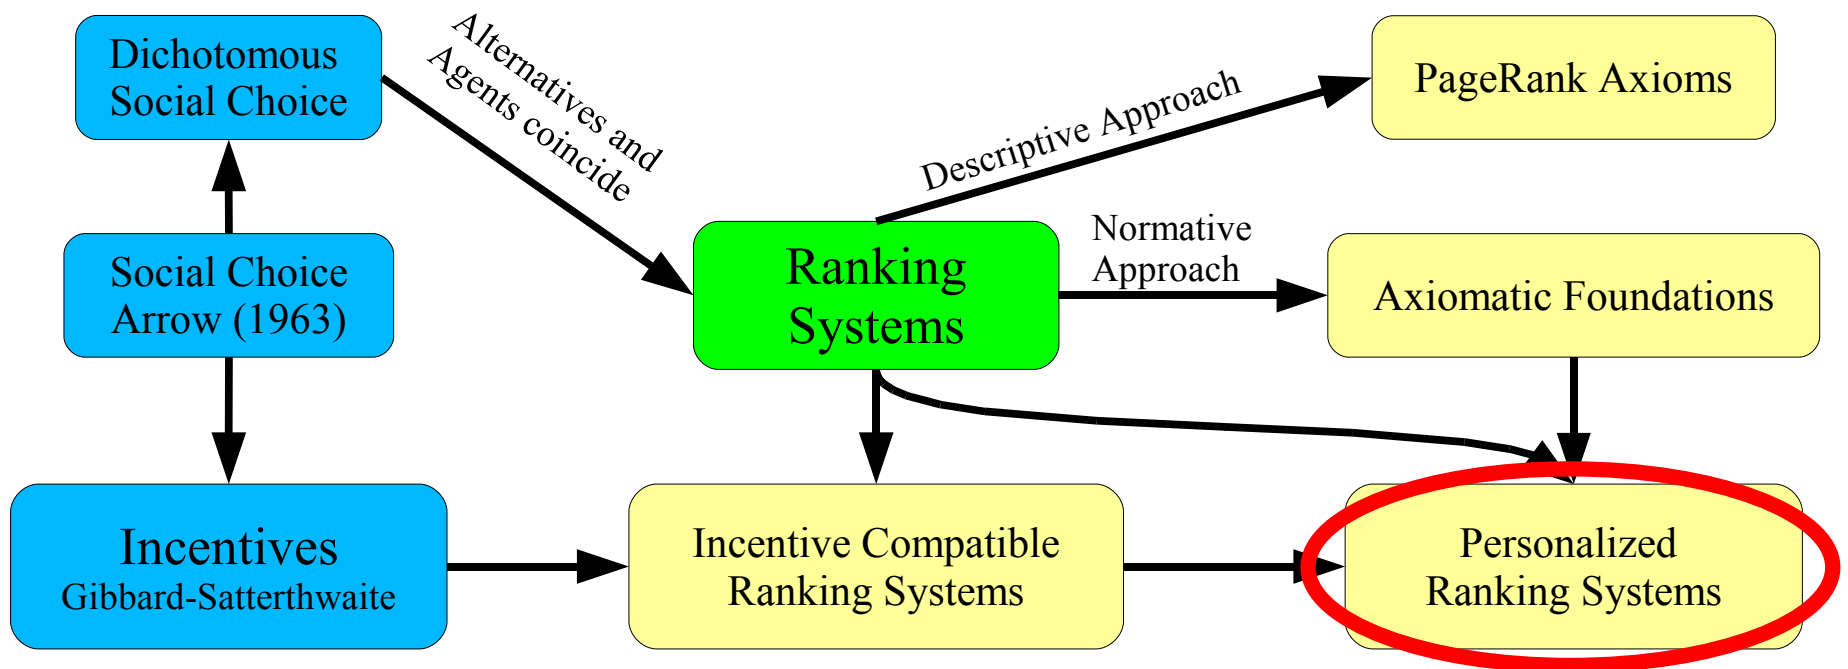 Dichotomous
Social Choice
Alternatives and
Agents coincide
Descriptive Approach
PageRank Axioms
Social Choice
Arrow (1963)
Ranking
Systems
Normative
Approach
Axiomatic Foundations
Incentives
Gibbard-Satterthwaite
Incentive Compatible
Ranking Systems
Personalized
Ranking Systems